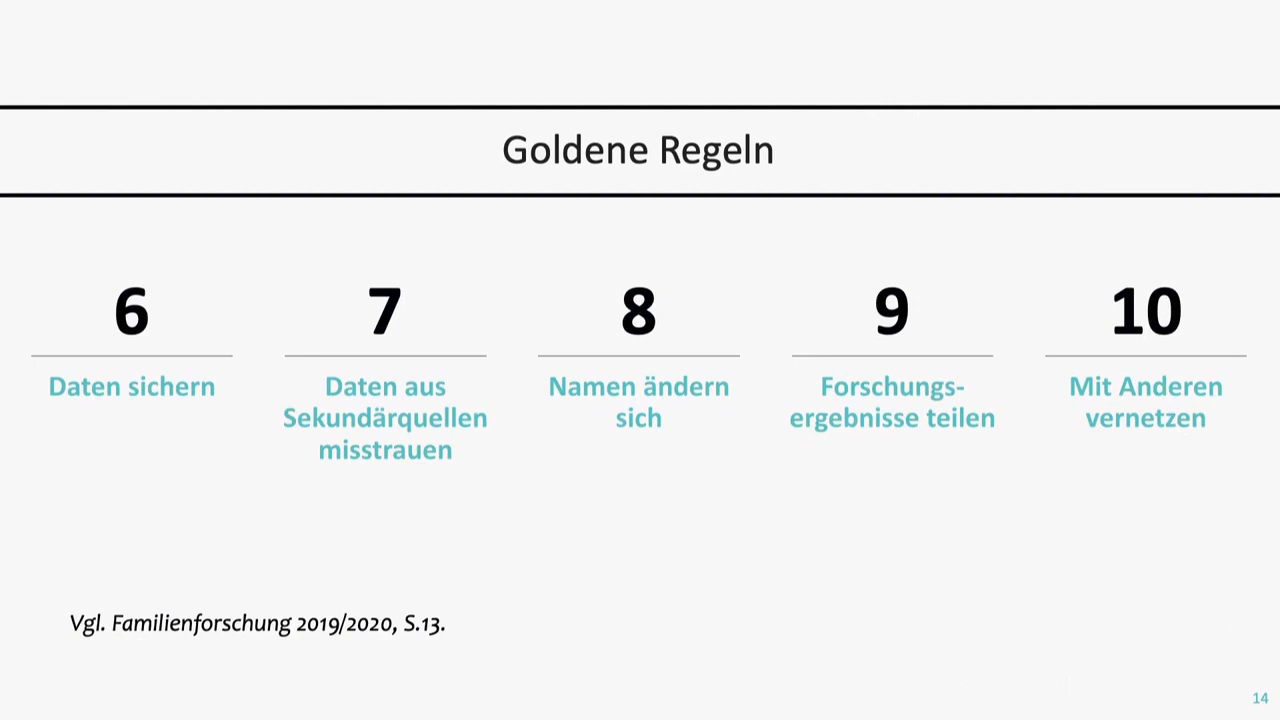 Goldene Regeln
6
Daten sichern
7
Daten aus
Sekundärquellen
misstrauen
8
Namen ändern
sich
9
Forschungs-
ergebnisse teilen
10
Mit Anderen
vernetzen
Vgl. Familienforschung 2019/2020, S.13.
14